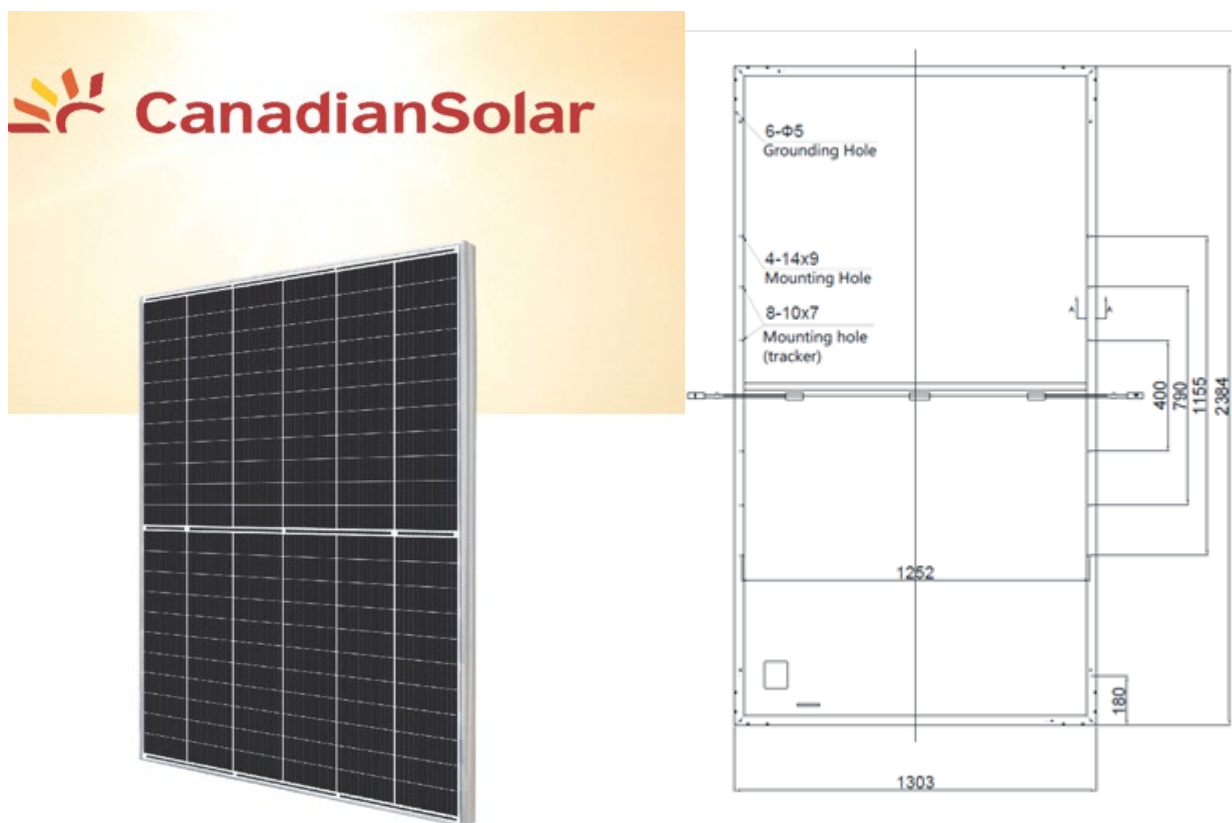 CanadianSolar
6-Φ5
Grounding Hole
4-14x9
Mounting Hole
8-10x7
Mounting hole
(tracker)
A A
400
790
1155
2384
1252
180
1303